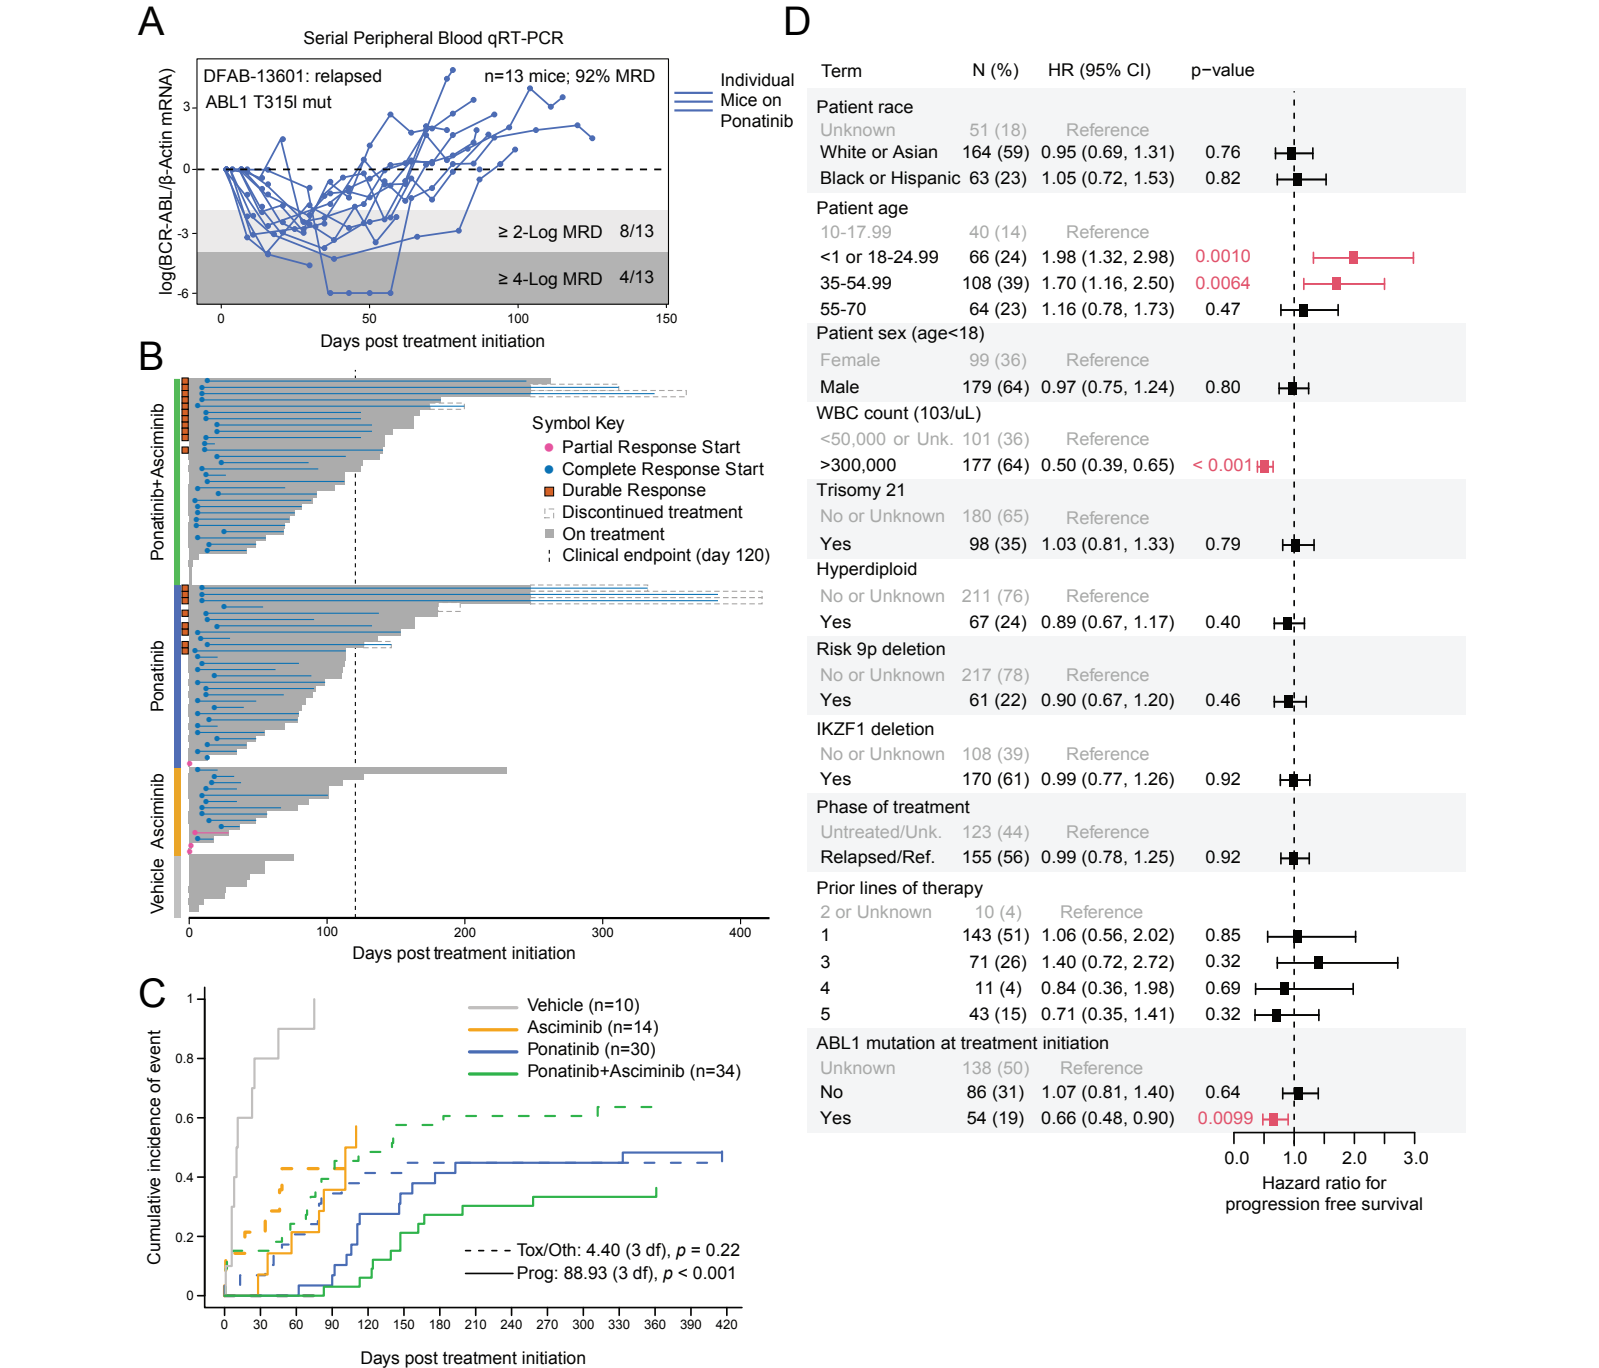 A
Serial Peripheral Blood qRT-PCR
log(BCR-ABL/β-Actin mRNA)
DFAB-13601: relapsed
ABL1 T315I mut
n=13 mice; 92% MRD
Individual
Mice on
Ponatinib
3
0
-3
-6
≥ 2-Log MRD 8/13
≥ 4-Log MRD 4/13
0 50 100 150
Days post treatment initiation
B
Ponatinib+Asciminib
Ponatinib
Asciminib
Vehicle
Symbol Key
Partial Response Start
Complete Response Start
Durable Response
Discontinued treatment
On treatment
Clinical endpoint (day 120)
0 100 200 300 400
Days post treatment initiation
C
Cumulative incidence of event
1
0.8
0.6
0.4
0.2
0
Vehicle (n=10)
Asciminib (n=14)
Ponatinib (n=30)
Ponatinib+Asciminib (n=34)
Tox/Oth: 4.40 (3 df), p = 0.22
Prog: 88.93 (3 df), p < 0.001
0 30 60 90 120 150 180 210 240 270 300 330 360 390 420
Days post treatment initiation
D
Term N (%) HR (95% CI) p−value
Patient race
Unknown 51 (18) Reference
White or Asian 164 (59) 0.95 (0.69, 1.31) 0.76
Black or Hispanic 63 (23) 1.05 (0.72, 1.53) 0.82
Patient age
10-17.99 40 (14) Reference
<1 or 18-24.99 66 (24) 1.98 (1.32, 2.98) 0.0010
35-54.99 108 (39) 1.70 (1.16, 2.50) 0.0064
55-70 64 (23) 1.16 (0.78, 1.73) 0.47
Patient sex (age<18)
Female 99 (36) Reference
Male 179 (64) 0.97 (0.75, 1.24) 0.80
WBC count (103/uL)
<50,000 or Unk. 101 (36) Reference
>300,000 177 (64) 0.50 (0.39, 0.65) < 0.001
Trisomy 21
No or Unknown 180 (65) Reference
Yes 98 (35) 1.03 (0.81, 1.33) 0.79
Hyperdiploid
No or Unknown 211 (76) Reference
Yes 67 (24) 0.89 (0.67, 1.17) 0.40
Risk 9p deletion
No or Unknown 217 (78) Reference
Yes 61 (22) 0.90 (0.67, 1.20) 0.46
IKZF1 deletion
No or Unknown 108 (39) Reference
Yes 170 (61) 0.99 (0.77, 1.26) 0.92
Phase of treatment
Untreated/Unk. 123 (44) Reference
Relapsed/Ref. 155 (56) 0.99 (0.78, 1.25) 0.92
Prior lines of therapy
2 or Unknown 10 (4) Reference
1 143 (51) 1.06 (0.56, 2.02) 0.85
3 71 (26) 1.40 (0.72, 2.72) 0.32
4 11 (4) 0.84 (0.36, 1.98) 0.69
5 43 (15) 0.71 (0.35, 1.41) 0.32
ABL1 mutation at treatment initiation
Unknown 138 (50) Reference
No 86 (31) 1.07 (0.81, 1.40) 0.64
Yes 54 (19) 0.66 (0.48, 0.90) 0.0099
0.0 1.0 2.0 3.0
Hazard ratio for
progression free survival